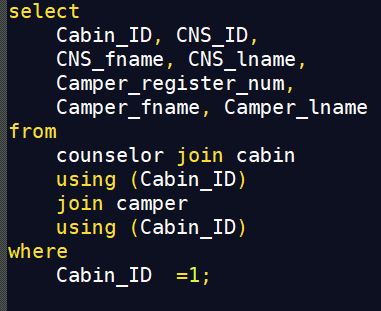 select
    Cabin_ID, CNS_ID,
    CNS_fname, CNS_lname,
    Camper_register_num,
    Camper_fname, Camper_lname
from
    counselor join cabin
    using (Cabin_ID)
    join camper
    using (Cabin_ID)
where
    Cabin_ID  =1;